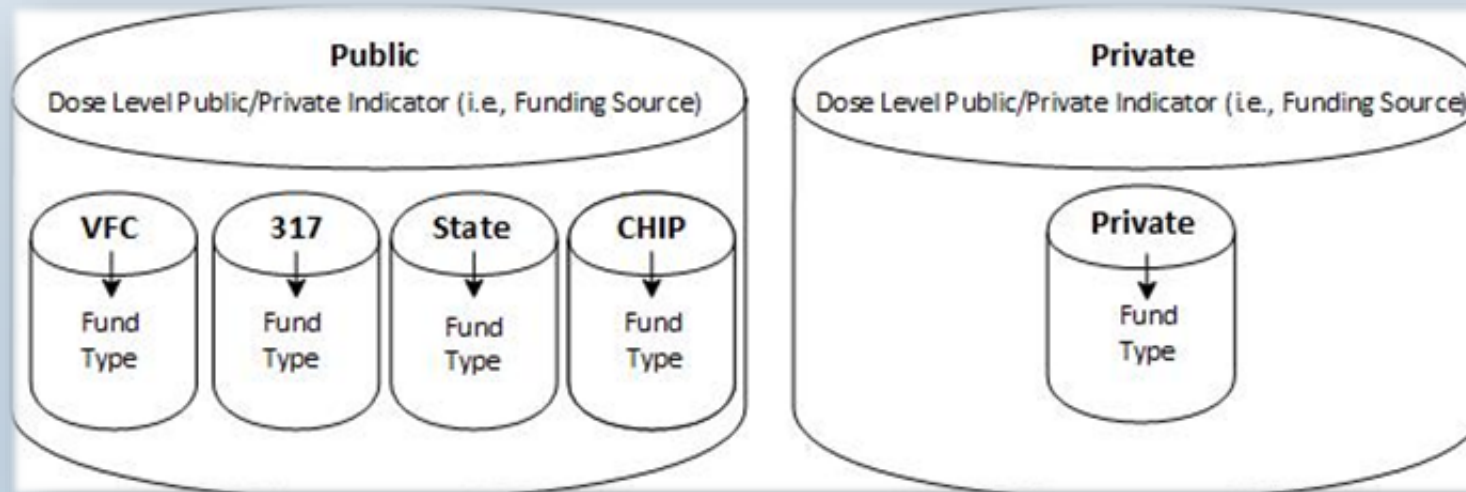 Public
Dose Level Public/Private Indicator (i.e., Funding Source)
VFC
Fund
Type
317
Fund
Type
State
Fund
Type
CHIP
Fund
Type
Private
Dose Level Public/Private Indicator (i.e., Funding Source)
Private
Fund
Type